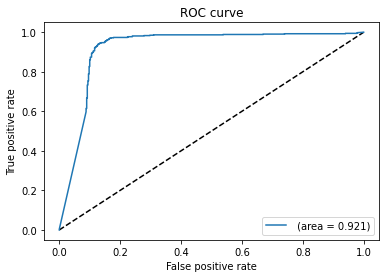 ROC curve
True positive rate
1.0
0.8
0.6
0.4
0.2
0.0
(area = 0.921)
0.0 0.2 0.4 0.6 0.8 1.0
False positive rate